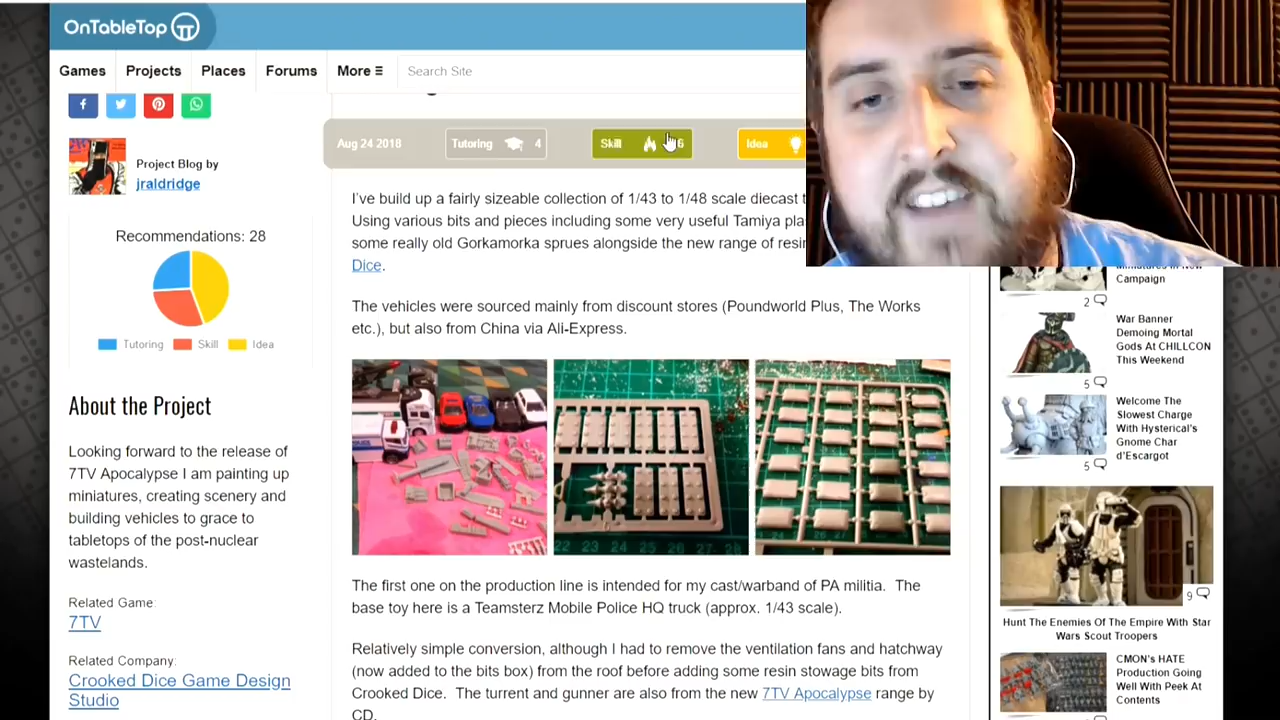 OnTableTop
Games Projects Places Forums More
Search Site
Aug 24 2018
Tutoring 4
Skill 6
Idea
Project Blog by
jraldridge
Recommendations: 28
Tutoring Skill Idea
About the Project
Looking forward to the release of
7TV Apocalypse I am painting up
miniatures, creating scenery and
building vehicles to grace to
tabletops of the post-nuclear
wastelands.
Related Game:
7TV
Related Company:
Crooked Dice Game Design
Studio
I've build up a fairly sizeable collection of 1/43 to 1/48 scale diecast
Using various bits and pieces including some very useful Tamiya
some really old Gorkamorka sprues alongside the new range of
Dice.
The vehicles were sourced mainly from discount stores (Poundworld Plus, The Works
etc.), but also from China via Ali-Express.
22 23 24 27 28
The first one on the production line is intended for my cast/warband of PA militia. The
base toy here is a Teamsterz Mobile Police HQ truck (approx. 1/43 scale).
Relatively simple conversion, although I had to remove the ventilation fans and hatchway
(now added to the bits box) from the roof before adding some resin stowage bits from
Crooked Dice. The turrent and gunner are also from the new 7TV Apocalypse range by
CD.
Campaign
2
War Banner
Demoing Mortal
Gods At CHILLCON
This Weekend
5
Welcome The
Slowest Charge
With Hysterical's
Gnome Char
d'Escargot
5
9
Hunt The Enemies Of The Empire With Star
Wars Scout Troopers
CMON's HATE
Production Going
Well With Peek At
Contents